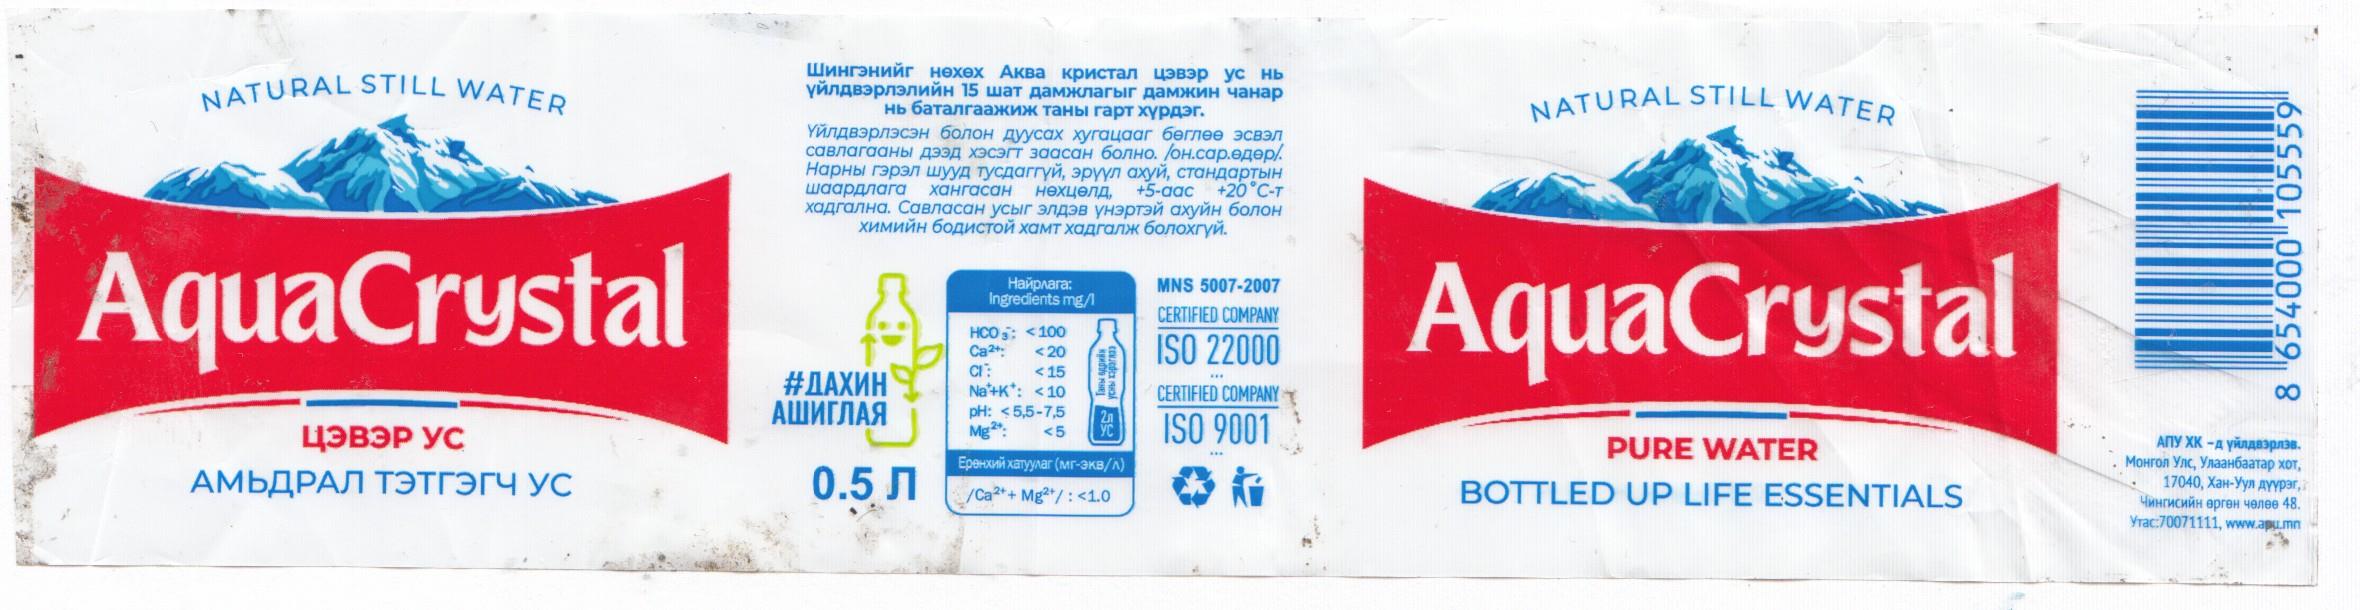 NATURAL STILL WATER
AquaCrystal
ЦЭВЭР УС
АМЬДРАЛ ТЭТГЭГЧ УС
Шингэнийг нөхөх Аква кристал цэвэр ус нь
үйлдвэрлэлийн 15 шат дамжлагыг дамжин чанар
нь баталгаажиж таны гарт хүрдэг.
Үйлдвэрлэсэн болон дуусах хугацааг бөглөө эсвэл
савлагааны дээд хэсэгт заасан болно. /он.сар.өдөр/.
Нарны гэрэл шууд тусдаггүй, эрүүл ахуй, стандартын
шаардлага хангасан нөхцөлд, +5-аас +20°C-т
хадгална. Савласан усыг элдэв үнэртэй ахуйн болон
химийн бодистой хамт хадгалж болохгүй.
#ДАХИН
АШИГЛАЯ
0.5 Л
Найрлага:
Ingredients mg/l
HCO₃⁻: <100
Ca²⁺: <20
Cl⁻: <15
Na⁺+K⁺: <10
pH: <5,5-7,5
Mg²⁺: <5
Таны өдрийн
усны хэрэглээ
2л
УС
Ерөнхий хатуулаг (мг-экв/л)
/Ca²⁺+ Mg²⁺/ : <1.0
MNS 5007-2007
CERTIFIED COMPANY
ISO 22000
...
CERTIFIED COMPANY
ISO 9001
...
NATURAL STILL WATER
AquaCrystal
PURE WATER
BOTTLED UP LIFE ESSENTIALS
8 654000 105559
АПУ ХК –д үйлдвэрлэв.
Монгол Улс, Улаанбаатар хот,
17040, Хан-Уул дүүрэг,
Чингисийн өргөн чөлөө 48.
Утас:70071111, www.apu.mn